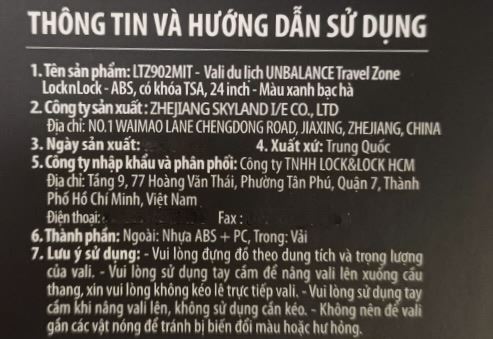 THÔNG TIN VÀ HƯỚNG DẪN SỬ DỤNG
1. Tên sản phẩm: LTZ902MIT - Vali du lịch UNBALANCE Travel Zone
LocknLock - ABS, có khóa TSA, 24 inch - Màu xanh bạc hà
2. Công ty sản xuất: ZHEJIANG SKYLAND I/E CO., LTD
Địa chỉ: NO.1 WAIMAO LANE CHENGDONG ROAD, JIAXING, ZHEJIANG, CHINA
3. Ngày sản xuất: 4. Xuất xứ: Trung Quốc
5. Công ty nhập khẩu và phân phối: Công ty TNHH LOCK&LOCK HCM
Địa chỉ: Tầng 9, 77 Hoàng Văn Thái, Phường Tân Phú, Quận 7, Thành
Phố Hồ Chí Minh, Việt Nam
Điện thoại: Fax :
6. Thành phần: Ngoài: Nhựa ABS + PC, Trong: Vải
7. Lưu ý sử dụng: - Vui lòng đựng đồ theo dung tích và trọng lượng
của vali. - Vui lòng sử dụng tay cầm để nâng vali lên xuống cầu
thang, xin vui lòng không kéo lê trực tiếp vali. - Vui lòng sử dụng tay
cầm khi nâng vali lên, không sử dụng cần kéo. - Không nên để vali
gần các vật nóng để tránh bị biến đổi màu hoặc hư hỏng.